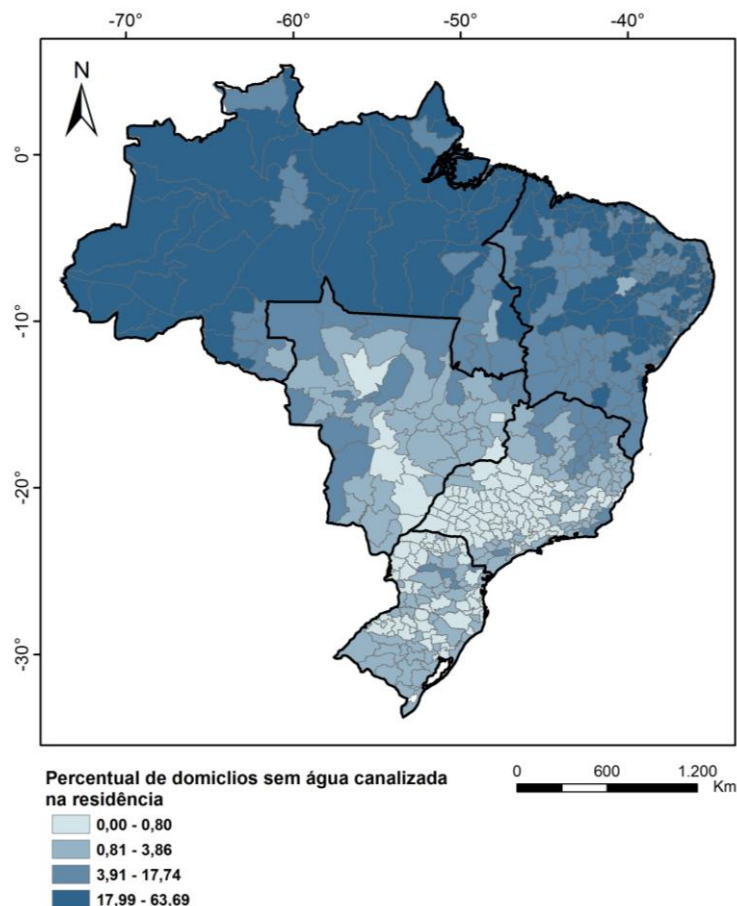 -70° -60° -50° -40°
N
0°
-10°
-20°
-30°
Percentual de domiclios sem água canalizada
na residência
0,00 - 0,80
0,81 - 3,86
3,91 - 17,74
17,99 - 63,69
0 600 1.200
Km